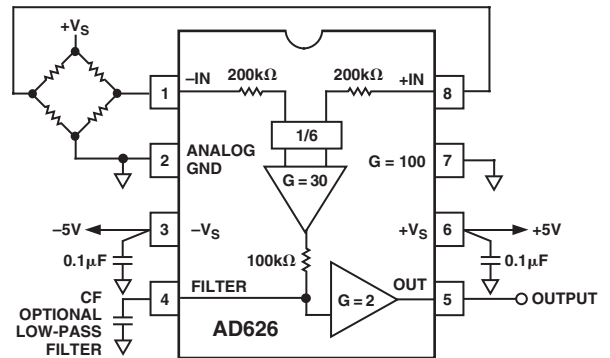 +VS
–IN
200kΩ
200kΩ
+IN
1
8
1/6
ANALOG
GND
2
G = 100
7
G = 30
–5V
3
–VS
+VS
6
+5V
0.1μF
100kΩ
0.1μF
CF
OPTIONAL
LOW-PASS
FILTER
4
FILTER
G = 2
OUT
5
OUTPUT
AD626